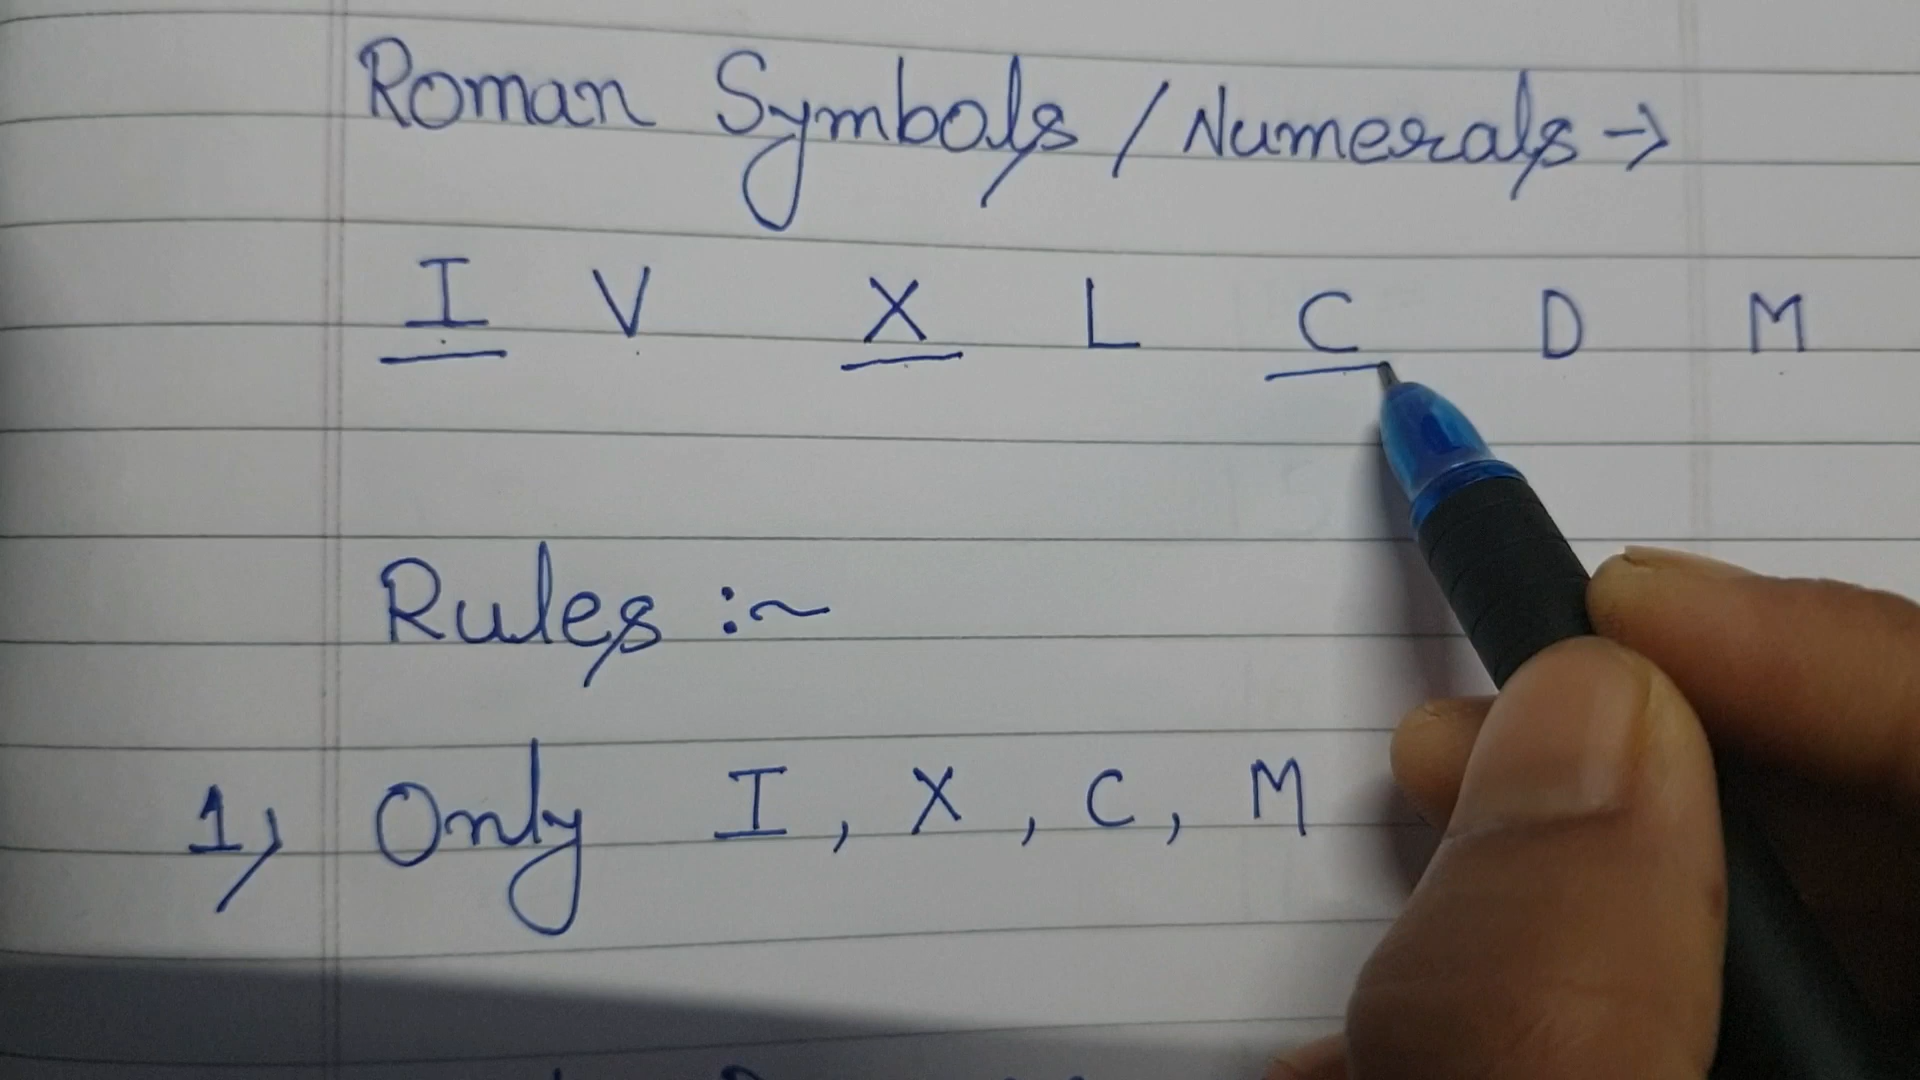 Roman Symbols / Numerals →
I V X L C D M
Rules :~
1) Only I, X, C, M